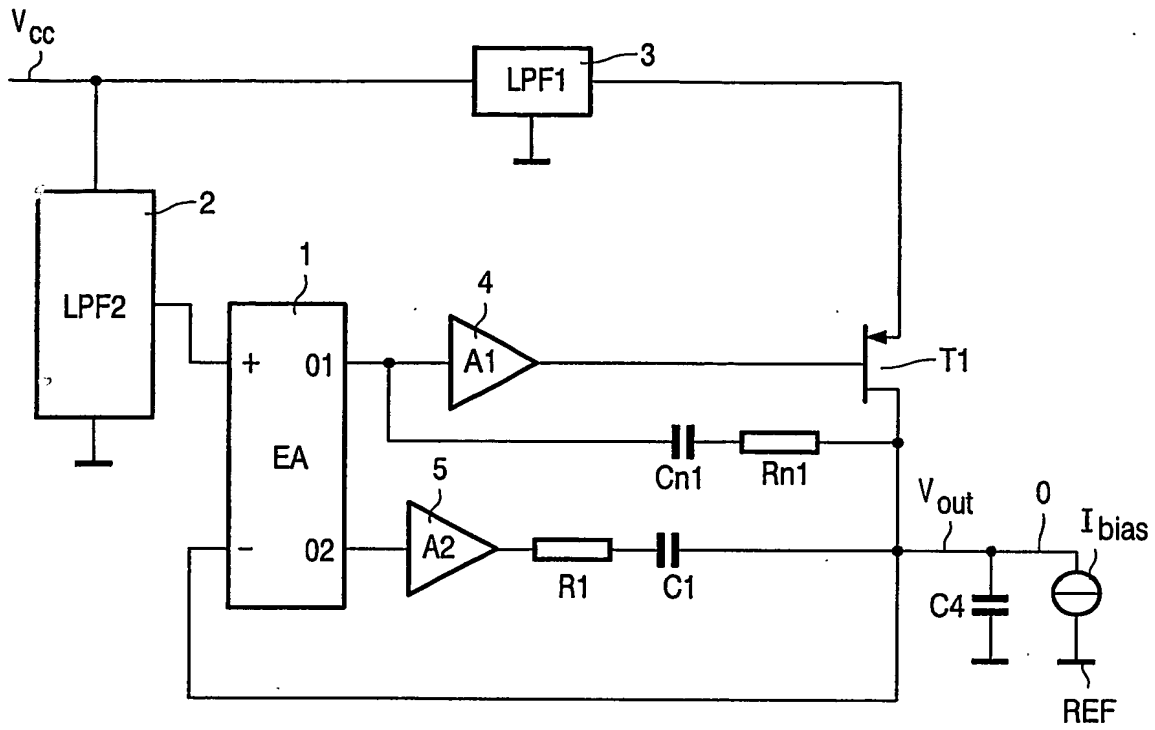 Vcc
3
LPF1
2
LPF2
1
+
01
4
A1
T1
Cn1
Rn1
EA
5
-
02
A2
R1
C1
Vout
0
Ibias
C4
REF